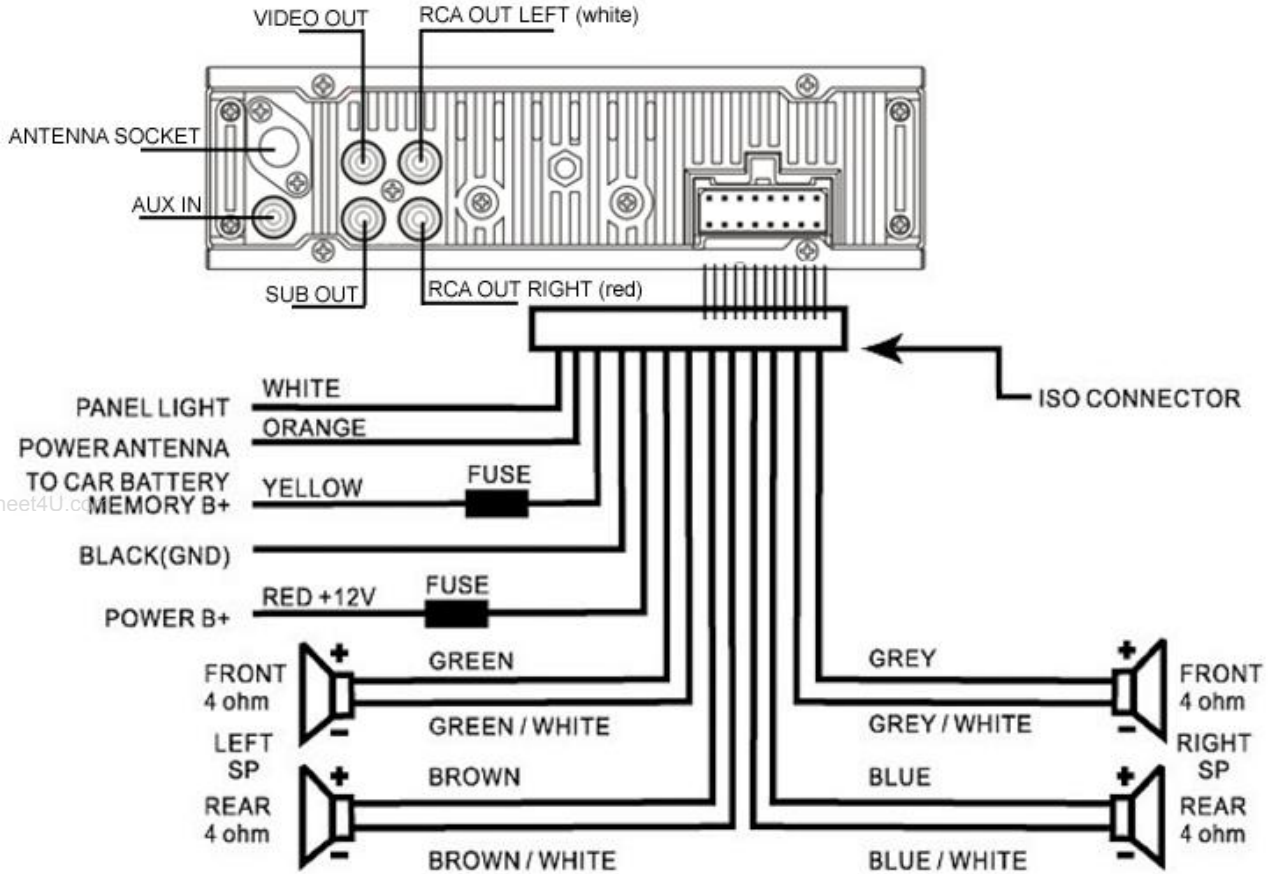 VIDEO OUT
RCA OUT LEFT (white)
ANTENNA SOCKET
AUX IN
SUB OUT
RCA OUT RIGHT (red)
ISO CONNECTOR
PANEL LIGHT
WHITE
POWER ANTENNA
ORANGE
TO CAR BATTERY
MEMORY B+
YELLOW
FUSE
BLACK(GND)
POWER B+
RED +12V
FUSE
FRONT
4 ohm
+
-
GREEN
GREEN / WHITE
LEFT
SP
REAR
4 ohm
+
-
BROWN
BROWN / WHITE
GREY
GREY / WHITE
+
-
FRONT
4 ohm
RIGHT
SP
BLUE
BLUE / WHITE
+
-
REAR
4 ohm